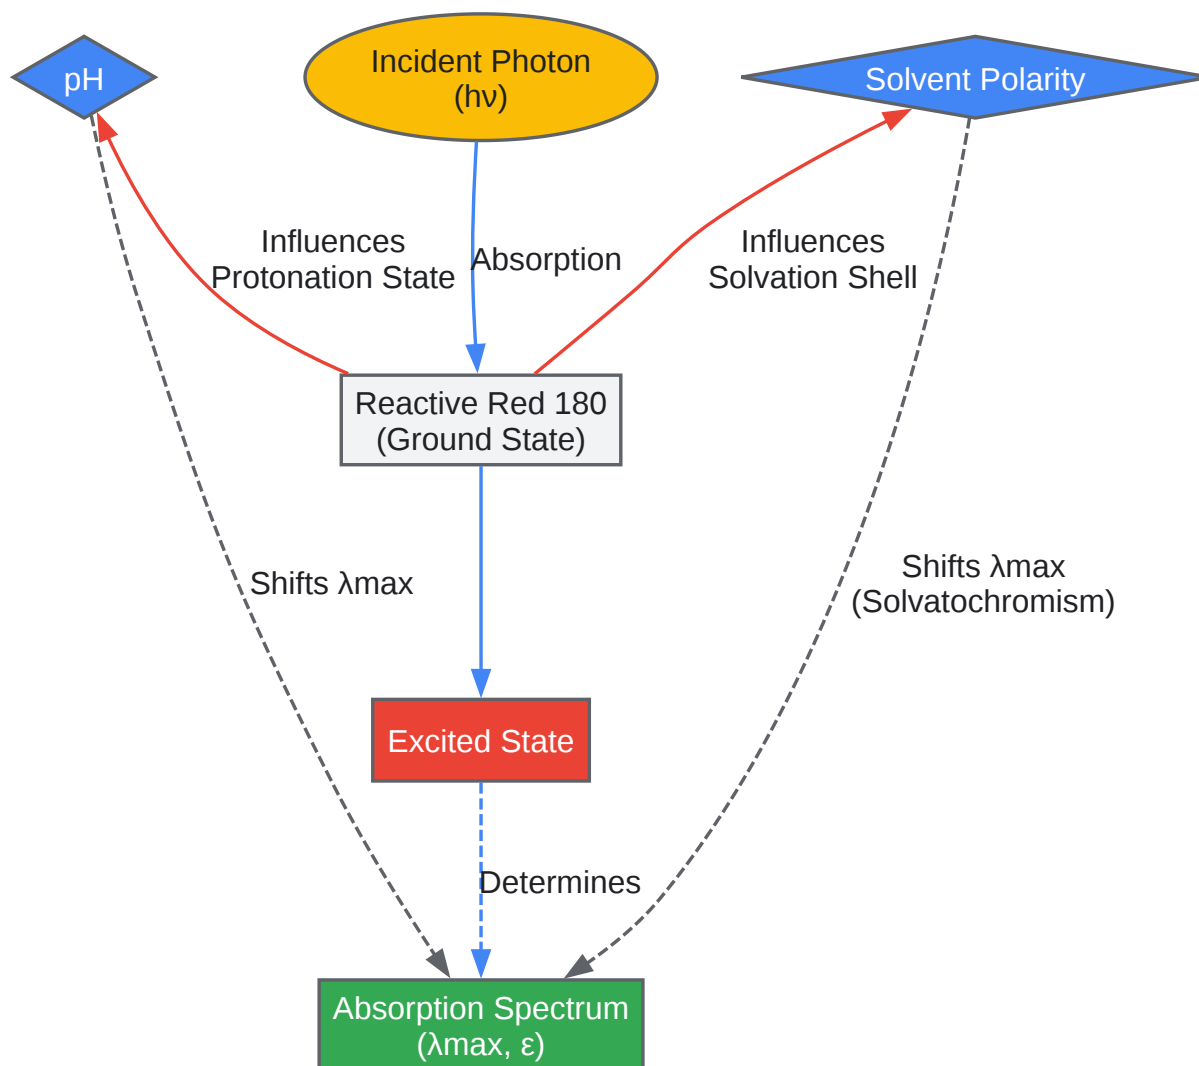 pH
Incident Photon
(hν)
Solvent Polarity
Influences
Protonation State
Absorption
Influences
Solvation Shell
Reactive Red 180
(Ground State)
Shifts λmax
Shifts λmax
(Solvatochromism)
Excited State
Determines
Absorption Spectrum
(λmax, ε)